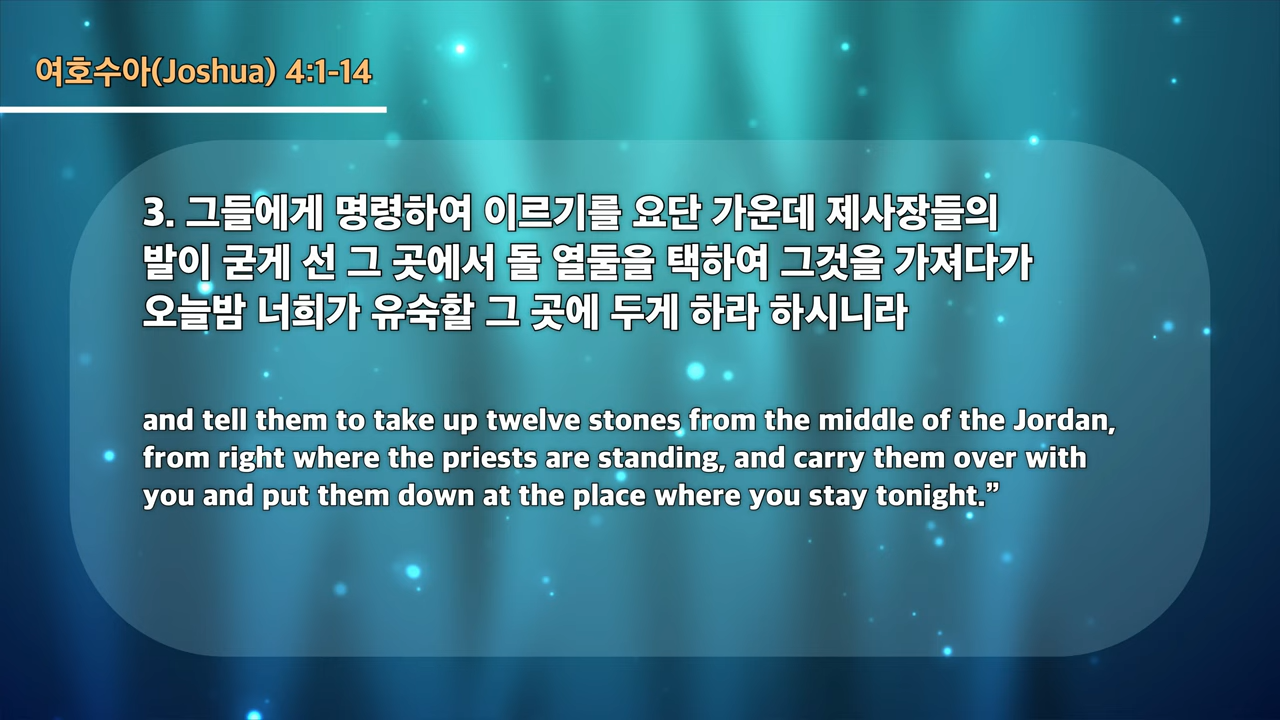 여호수아(Joshua) 4:1-14
3. 그들에게 명령하여 이르기를 요단 가운데 제사장들의
발이 굳게 선 그 곳에서 돌 열둘을 택하여 그것을 가져다가
오늘밤 너희가 유숙할 그 곳에 두게 하라 하시니라
and tell them to take up twelve stones from the middle of the Jordan,
from right where the priests are standing, and carry them over with
you and put them down at the place where you stay tonight.”